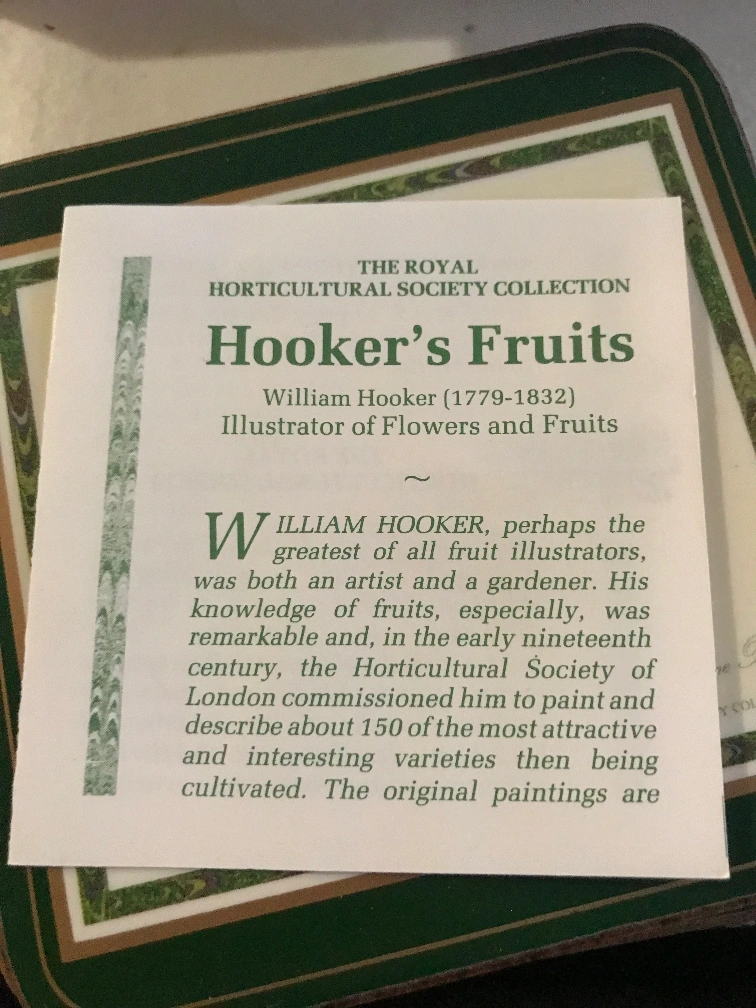 THE ROYAL
HORTICULTURAL SOCIETY COLLECTION
Hooker's Fruits
William Hooker (1779-1832)
Illustrator of Flowers and Fruits
~
WILLIAM HOOKER, perhaps the
greatest of all fruit illustrators,
was both an artist and a gardener. His
knowledge of fruits, especially, was
remarkable and, in the early nineteenth
century, the Horticultural Society of
London commissioned him to paint and
describe about 150 of the most attractive
and interesting varieties then being
cultivated. The original paintings are